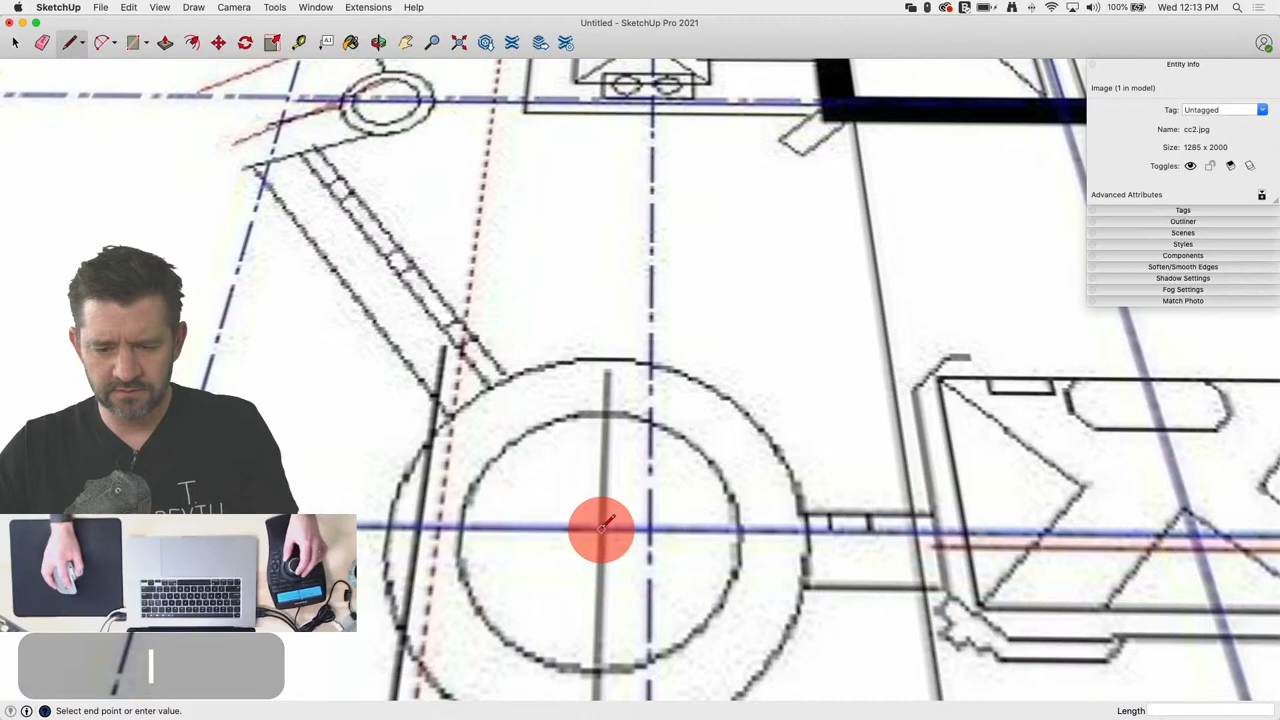 SketchUp File Edit View Draw Camera Tools Window Extensions Help
100% Wed 12:13 PM
Untitled - SketchUp Pro 2021
Entity Info
Image (1 in model)
Tag: Untagged
Name: cc2.jpg
Size: 1285 x 2000
Toggles:
Advanced Attributes
Tags
Outliner
Scenes
Styles
Components
Soften/Smooth Edges
Shadow Settings
Fog Settings
Match Photo
l
Select end point or enter value.
Length